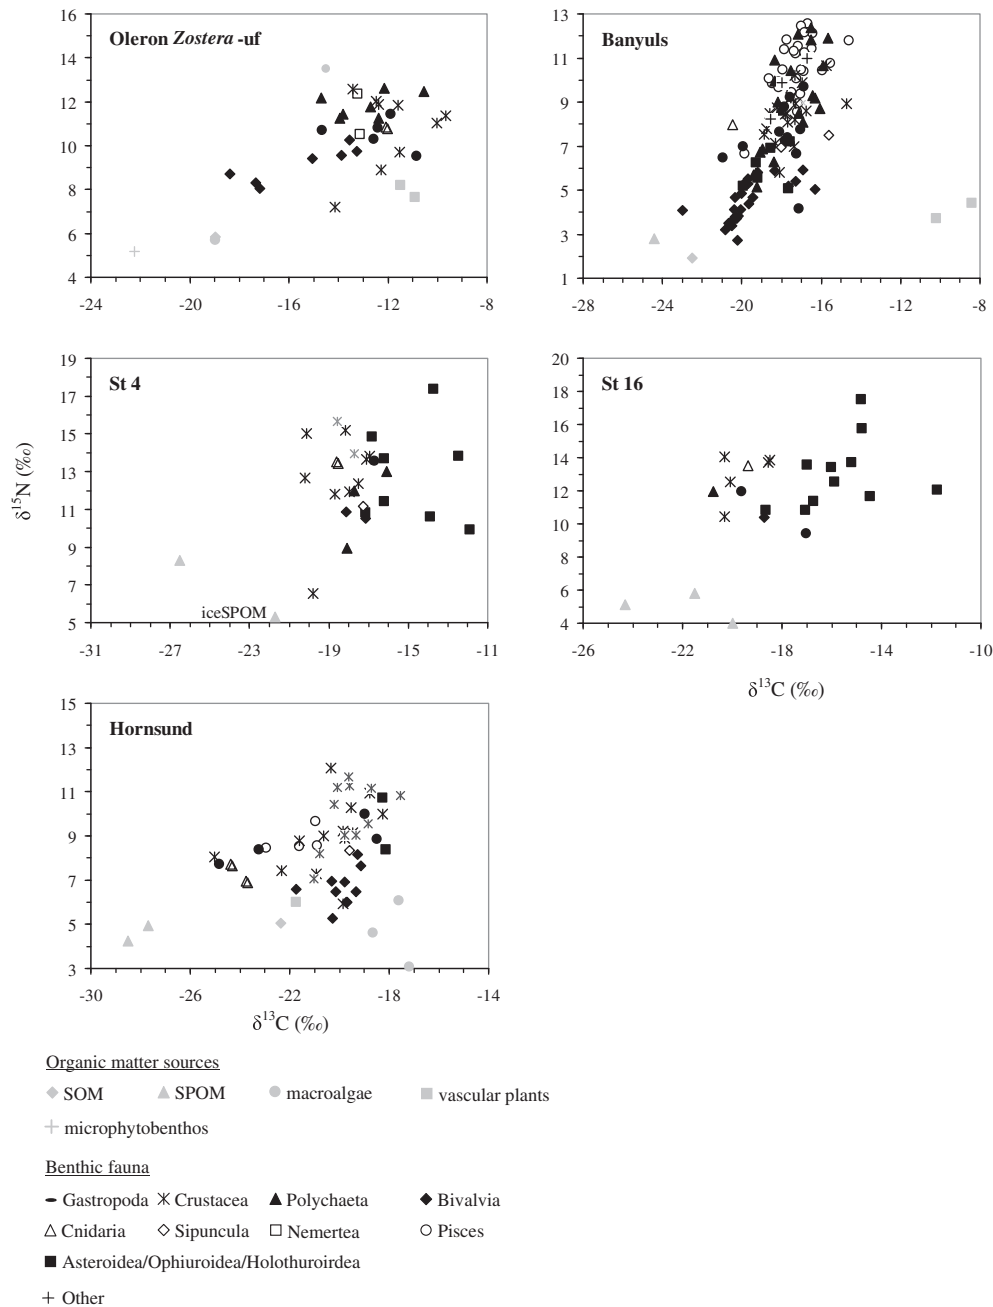 Oleron Zostera -uf
16
14
12
10
8
6
4
-24 -20 -16 -12 -8
Banyuls
13
11
9
7
5
3
1
-28 -24 -20 -16 -12 -8
St 4
19
17
15
13
11
9
7
5
iceSPOM
-31 -27 -23 -19 -15 -11
δ15N (‰)
St 16
20
18
16
14
12
10
8
6
4
-26 -22 -18 -14 -10
δ13C (‰)
Hornsund
15
13
11
9
7
5
3
-30 -26 -22 -18 -14
δ13C (‰)
Organic matter sources
SOM SPOM macroalgae vascular plants
microphytobenthos
Benthic fauna
Gastropoda Crustacea Polychaeta Bivalvia
Cnidaria Sipuncula Nemertea Pisces
Asteroidea/Ophiuroidea/Holothuroirdea
Other